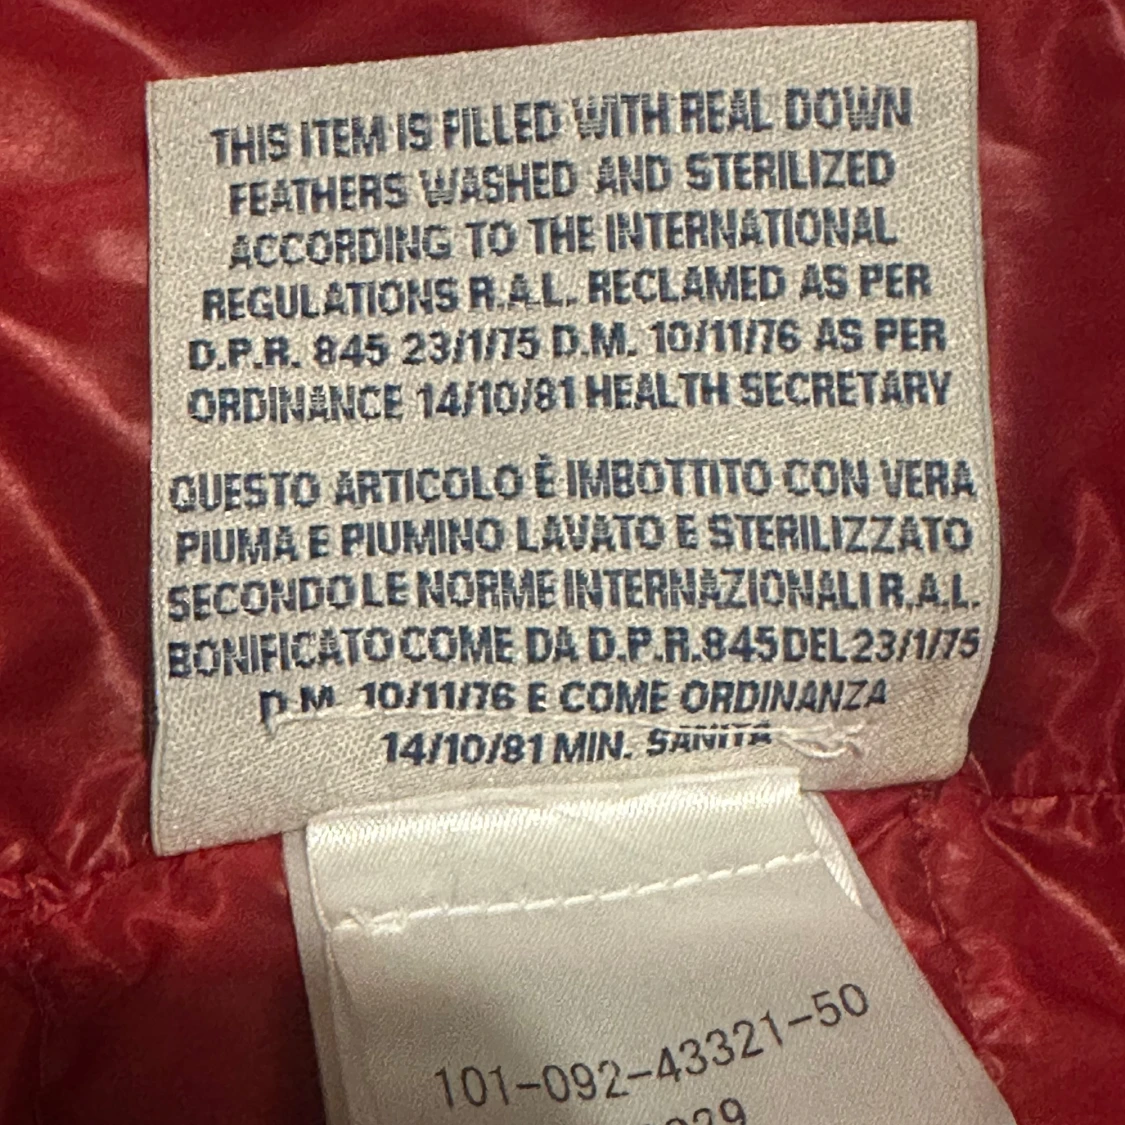 THIS ITEM IS FILLED WITH REAL DOWN
FEATHERS WASHED AND STERILIZED
ACCORDING TO THE INTERNATIONAL
REGULATIONS R.A.L. RECLAMED AS PER
D.P.R. 845 23/1/75 D.M. 10/11/76 AS PER
ORDINANCE 14/10/81 HEALTH SECRETARY
QUESTO ARTICOLO È IMBOTTITO CON VERA
PIUMA E PIUMINO LAVATO E STERILIZZATO
SECONDO LE NORME INTERNAZIONALI R.A.L.
BONIFICATO COME DA D.P.R.845 DEL 23/1/75
D.M. 10/11/76 E COME ORDINANZA
14/10/81 MIN. SANITÀ
101-092-43321-50